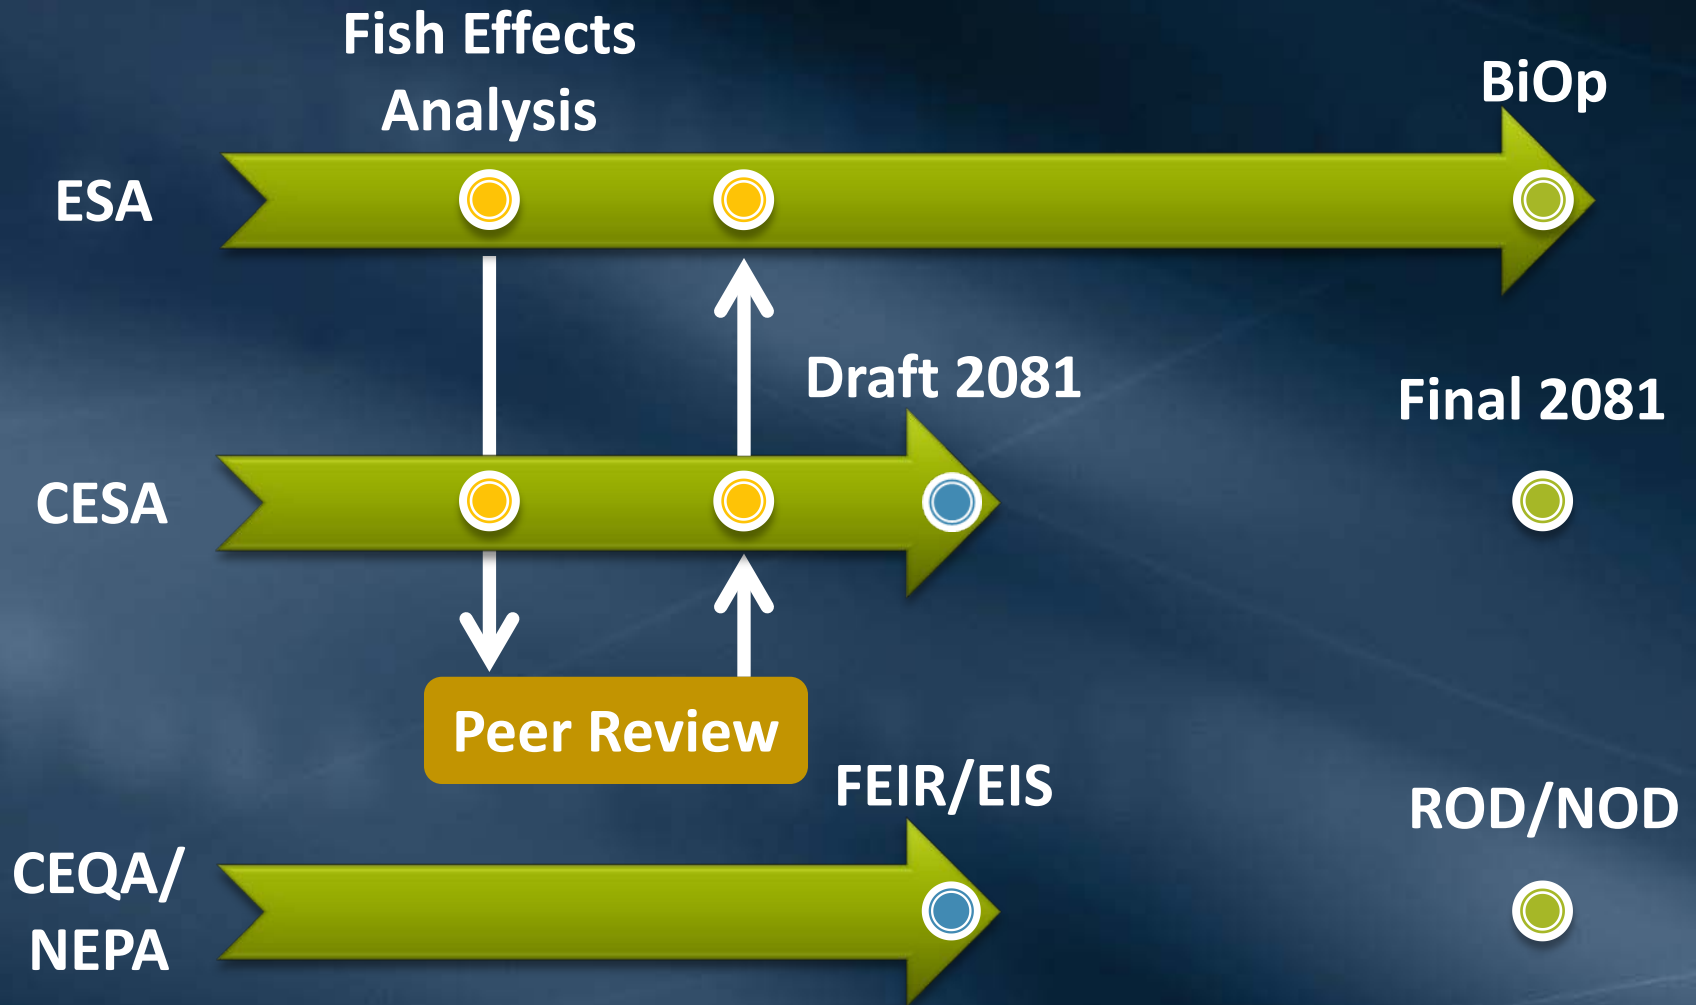 Fish Effects
Analysis
BiOp
ESA
Draft 2081
Final 2081
CESA
Peer Review
FEIR/EIS
ROD/NOD
CEQA/
NEPA